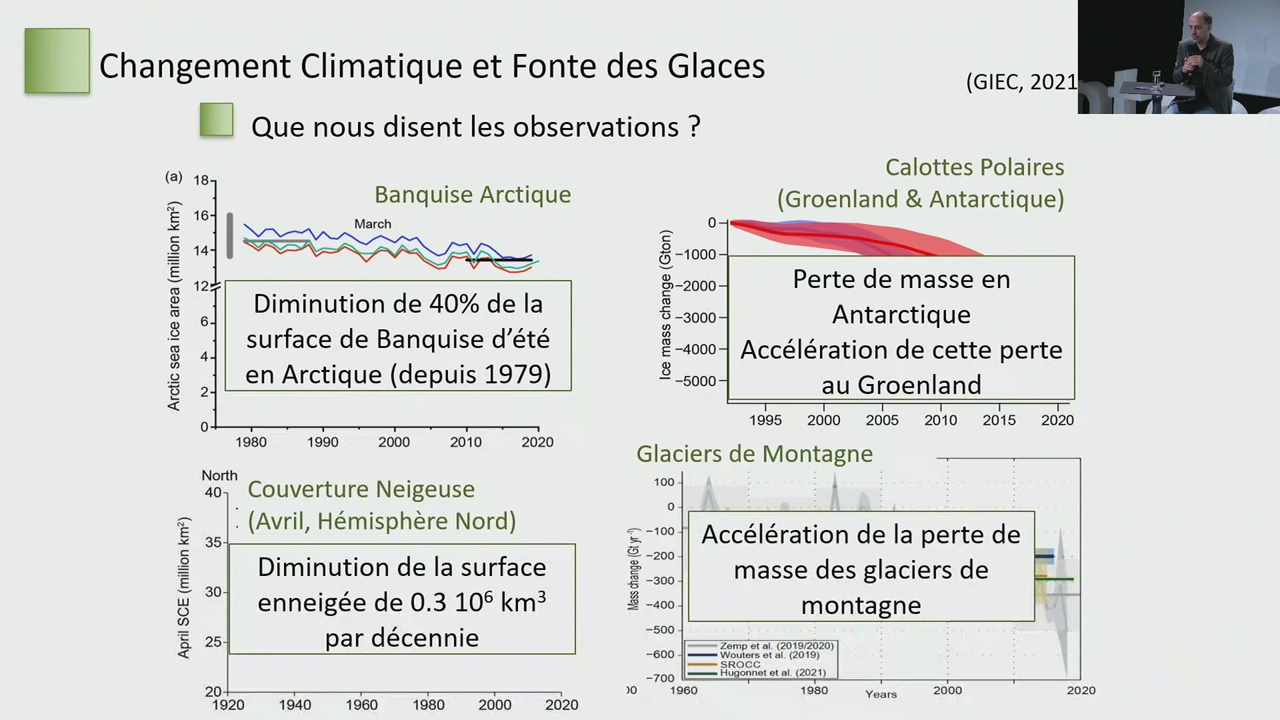 Changement Climatique et Fonte des Glaces
(GIEC, 2021
Que nous disent les observations ?
(a)
Banquise Arctique
Arctic sea ice area (million km²)
18
16
14
12
6
4
2
0
March
Diminution de 40% de la
surface de Banquise d'été
en Arctique (depuis 1979)
1980 1990 2000 2010 2020
Calottes Polaires
(Groenland & Antarctique)
Ice mass change (Gton)
0
−1000
−2000
−3000
−4000
−5000
Perte de masse en
Antarctique
Accélération de cette perte
au Groenland
1995 2000 2005 2010 2015 2020
North
Couverture Neigeuse
(Avril, Hémisphère Nord)
April SCE (million km²)
40
35
30
25
20
Diminution de la surface
enneigée de 0.3 10⁶ km³
par décennie
1920 1940 1960 1980 2000 2020
Glaciers de Montagne
Mass change (Gt yr⁻¹)
100
0
−100
−200
−300
−400
−500
−600
−700
Accélération de la perte de
masse des glaciers de
montagne
Zemp et al. (2019/2020)
Wouters et al. (2019)
SROCC
Hugonnet et al. (2021)
1960 1980 2000 2020
Years